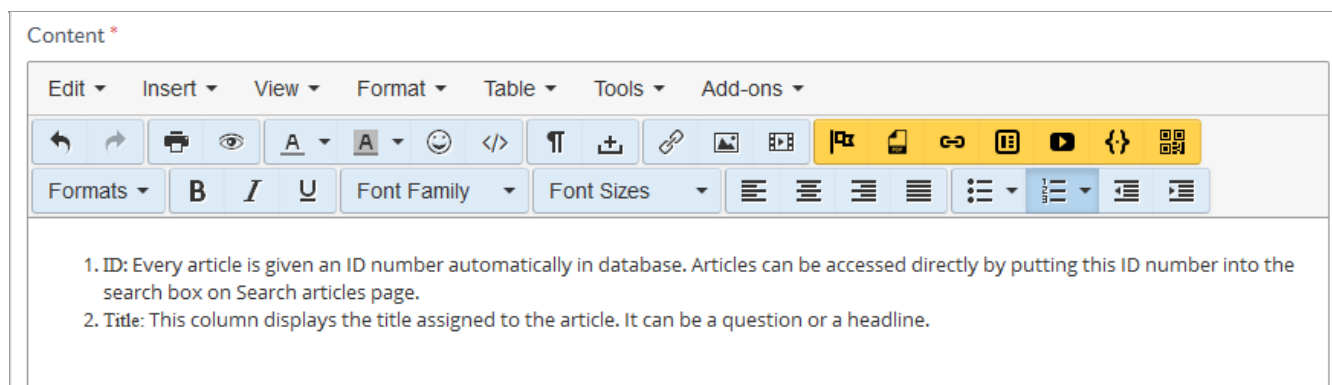 Content *
Edit Insert View Format Table Tools Add-ons
A A </> ¶ PDF {·}
Formats B I U Font Family Font Sizes
1. ID: Every article is given an ID number automatically in database. Articles can be accessed directly by putting this ID number into the
search box on Search articles page.
2. Title: This column displays the title assigned to the article. It can be a question or a headline.